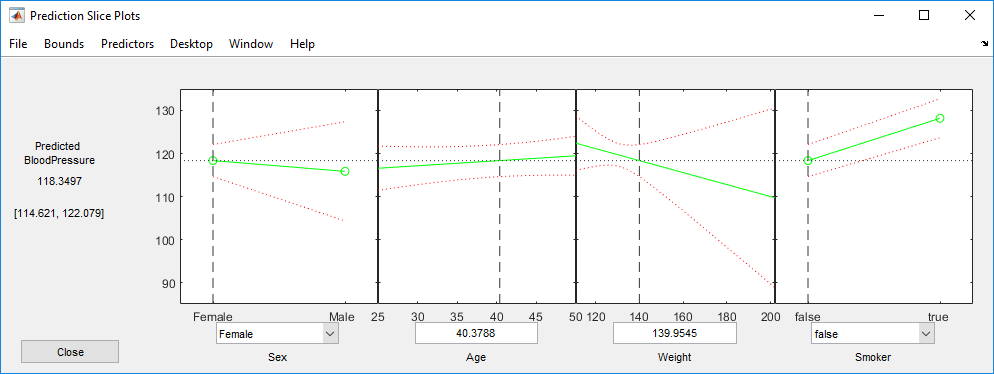 Prediction Slice Plots
File Bounds Predictors Desktop Window Help
Predicted
BloodPressure
118.3497
[114.621, 122.079]
130
120
110
100
90
Female Male 25 30 35 40 45 50 120 140 160 180 200 false true
Female 40.3788 139.9545 false
Close
Sex Age Weight Smoker